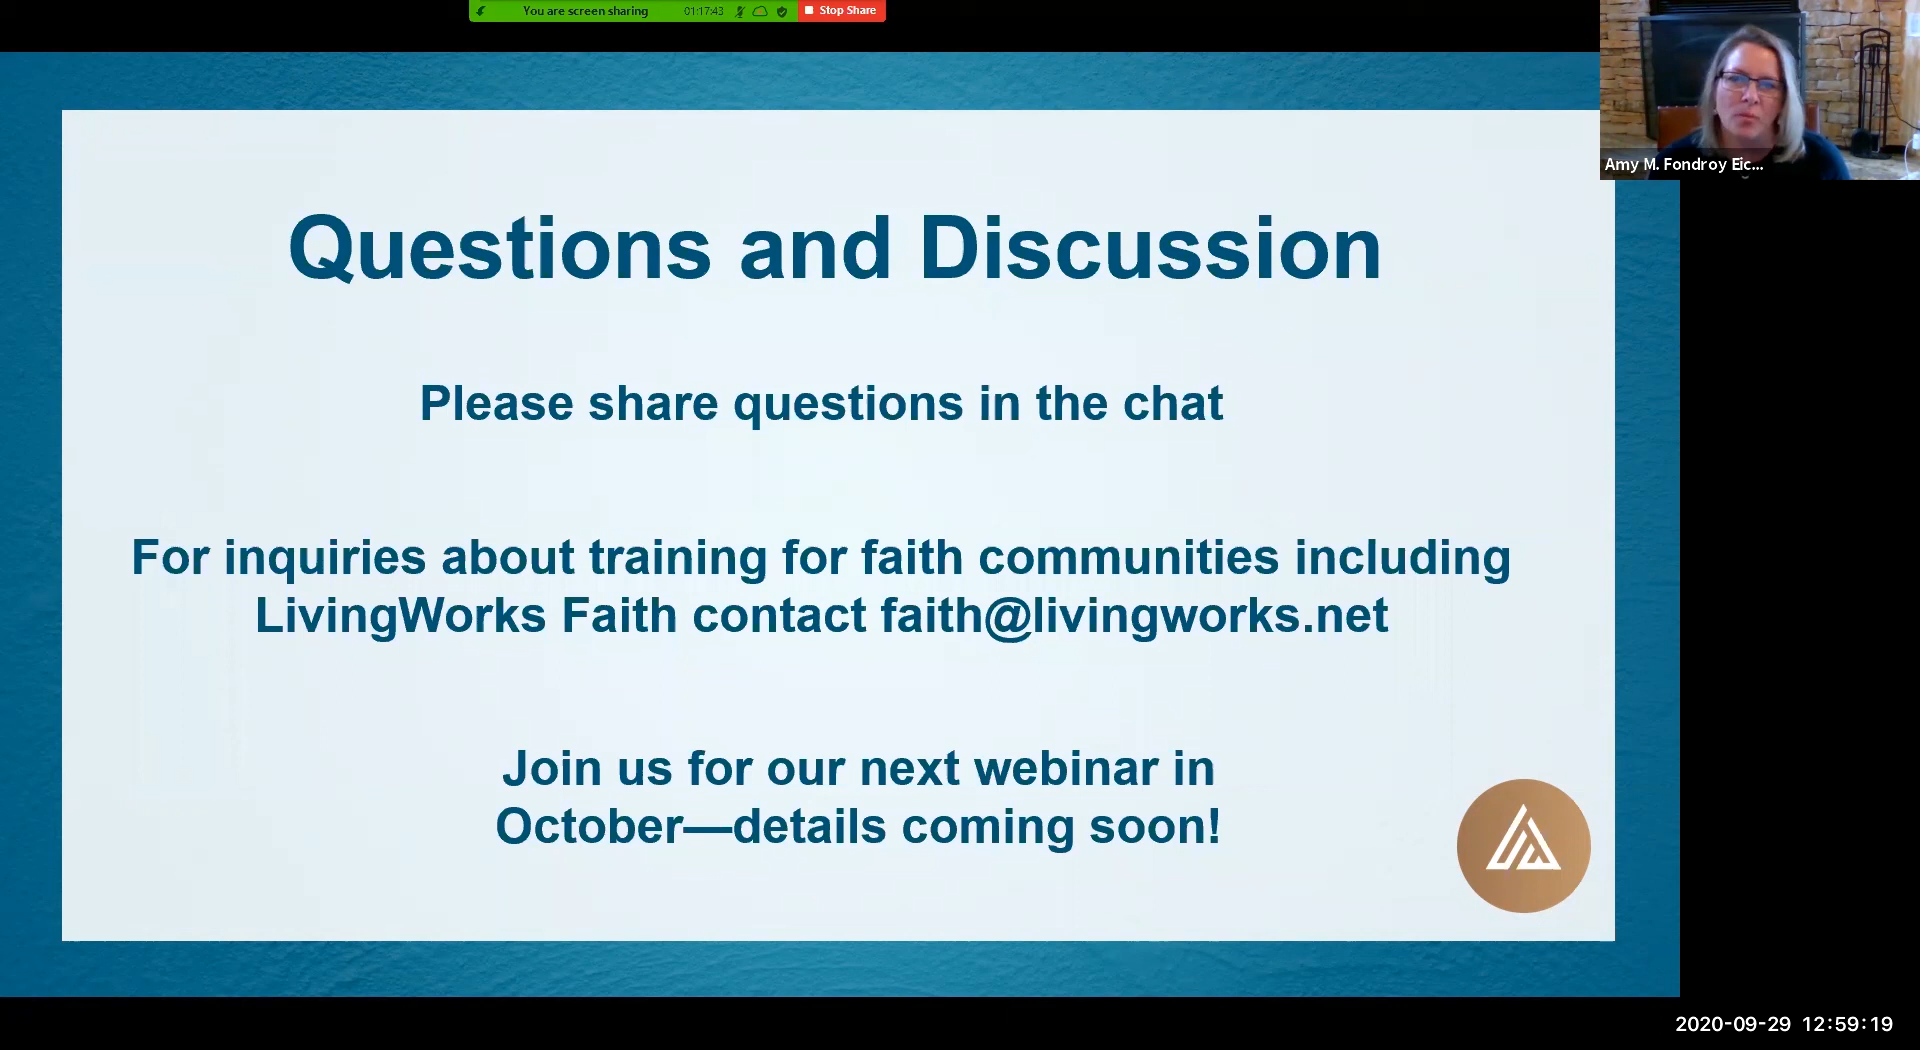 You are screen sharing 01:17:43 Stop Share
Amy M. Fondroy Eic...
Questions and Discussion
Please share questions in the chat
For inquiries about training for faith communities including
LivingWorks Faith contact faith@livingworks.net
Join us for our next webinar in
October—details coming soon!
2020-09-29 12:59:19